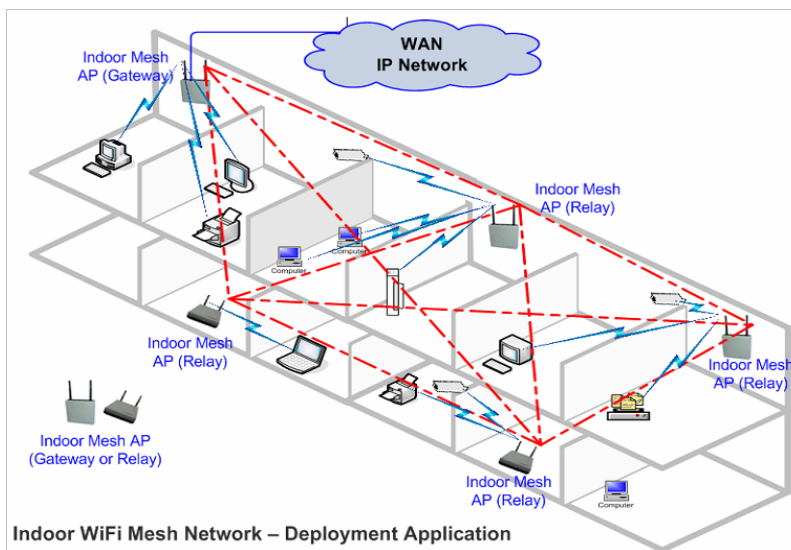 WAN
IP Network
Indoor Mesh
AP (Gateway)
Indoor Mesh
AP (Relay)
Computer
Computer
Indoor Mesh
AP (Relay)
Indoor Mesh
AP (Relay)
Indoor Mesh
AP (Gateway or Relay)
Indoor Mesh
AP (Relay)
Computer
Indoor WiFi Mesh Network – Deployment Application